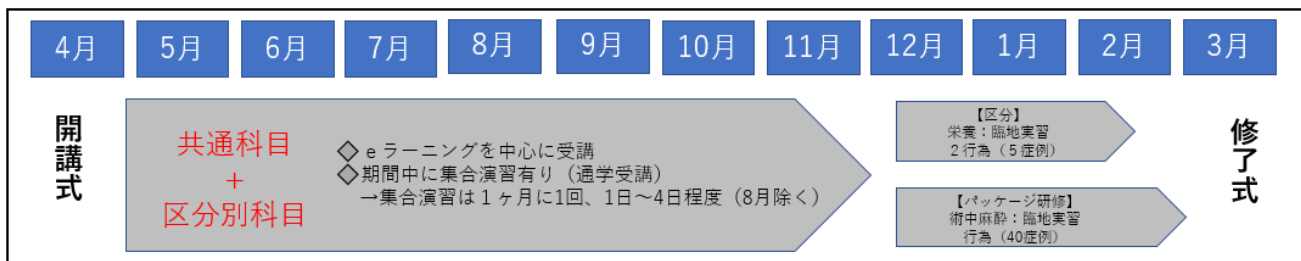 4月 5月 6月 7月 8月 9月 10月 11月 12月 1月 2月 3月
開講式
共通科目
+
区分別科目
◇eラーニングを中心に受講
◇期間中に集合演習有り（通学受講）
→集合演習は１ヶ月に1回、1日～4日程度（8月除く）
【区分】
栄養：臨地実習
２行為（５症例）
【パッケージ研修】
術中麻酔：臨地実習
行為（40症例）
修了式